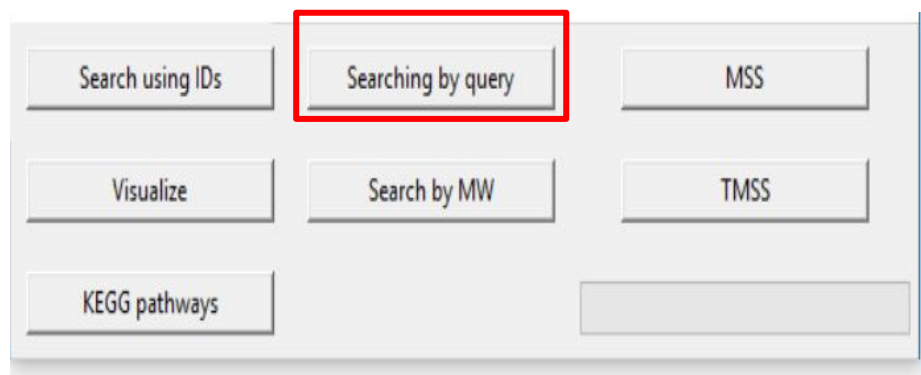 Search using IDs
Searching by query
MSS
Visualize
Search by MW
TMSS
KEGG pathways